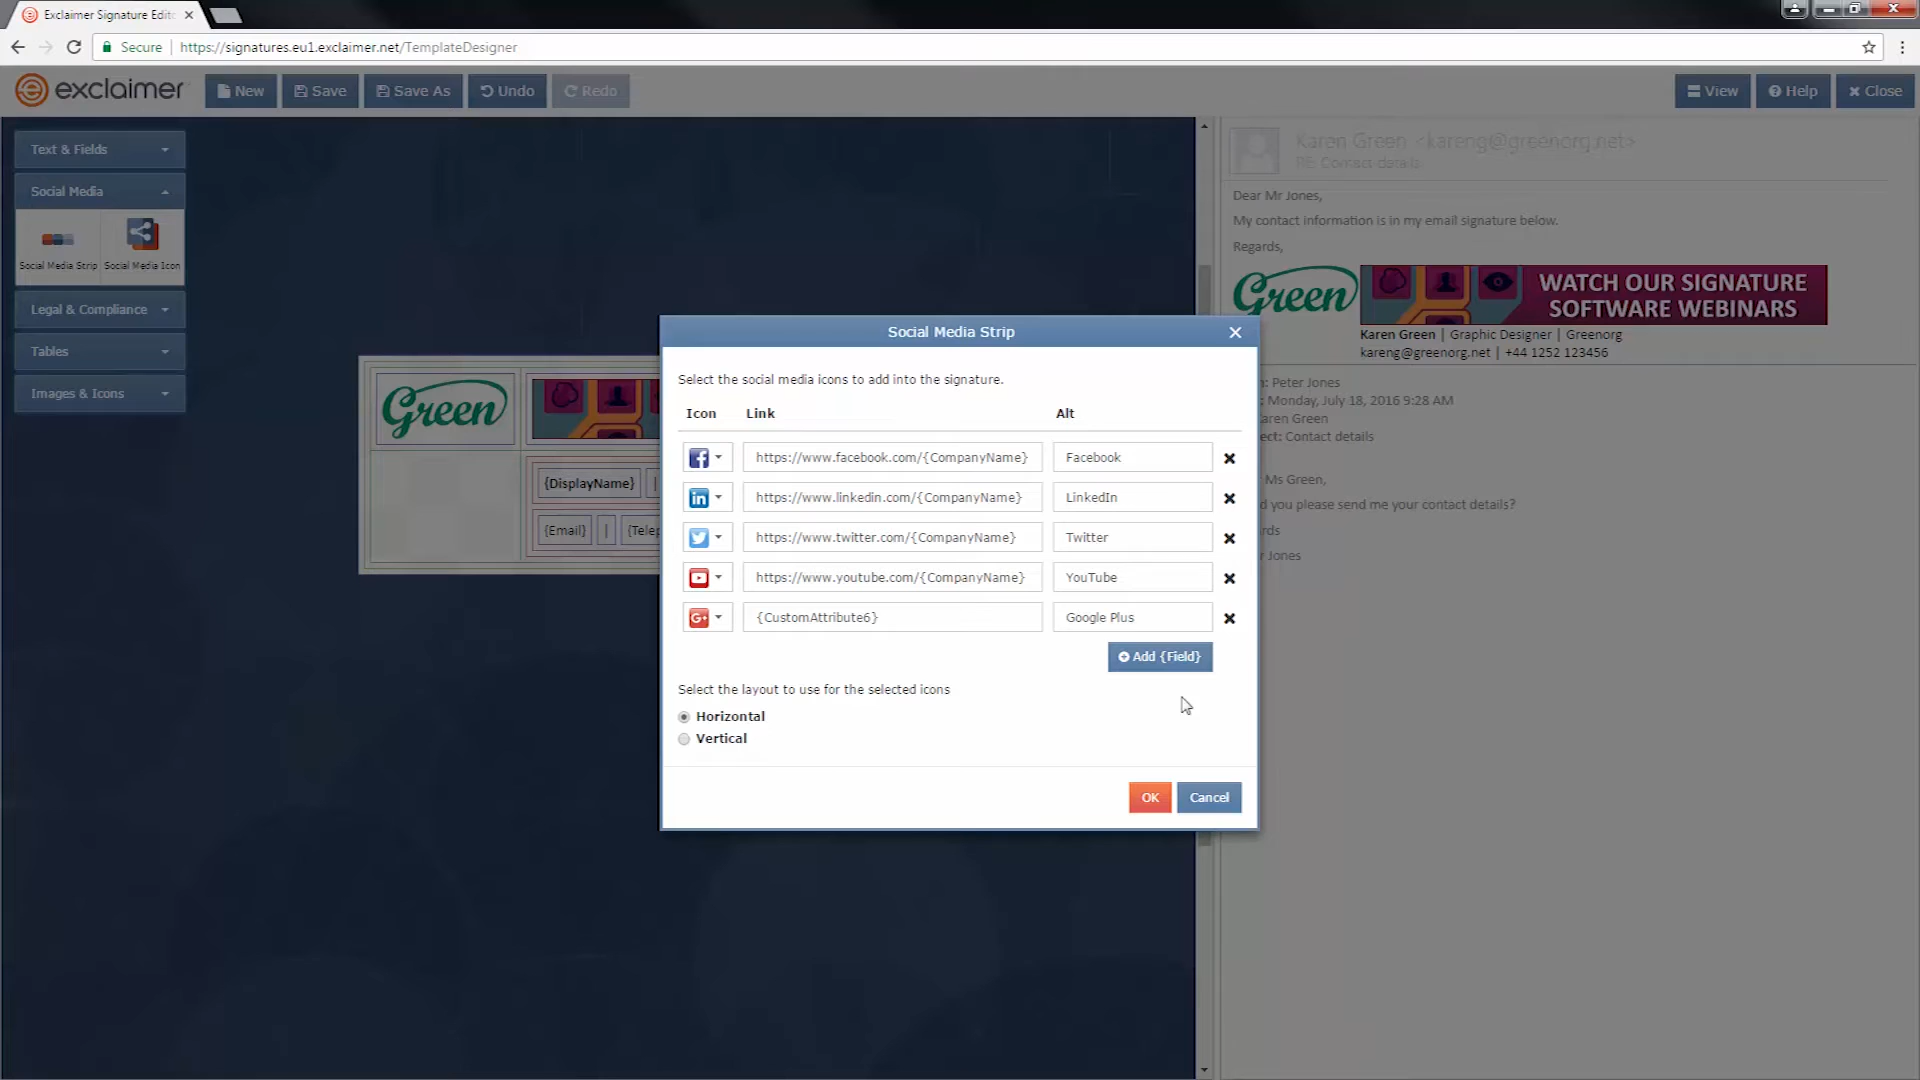 Exclaimer Signature Edito
Secure | https://signatures.eu1.exclaimer.net/TemplateDesigner
exclaimer New Save Save As Undo Redo View Help Close
Text & Fields
Social Media
Social Media Strip Social Media Icon
Legal & Compliance
Tables
Images & Icons
Green
{DisplayName} |
{Email} | {Telep
Social Media Strip
Select the social media icons to add into the signature.
Icon Link Alt
https://www.facebook.com/{CompanyName} Facebook
in https://www.linkedin.com/{CompanyName} LinkedIn
https://www.twitter.com/{CompanyName} Twitter
https://www.youtube.com/{CompanyName} YouTube
G+ {CustomAttribute6} Google Plus
Add {Field}
Select the layout to use for the selected icons
Horizontal
Vertical
OK Cancel
Karen Green <kareng@greenorg.net>
RE: Contact details
Dear Mr Jones,
My contact information is in my email signature below.
Regards,
Green
WATCH OUR SIGNATURE
SOFTWARE WEBINARS
Karen Green | Graphic Designer | Greenorg
kareng@greenorg.net | +44 1252 123456
: Peter Jones
: Monday, July 18, 2016 9:28 AM
aren Green
ect: Contact details
Ms Green,
d you please send me your contact details?
rds
r Jones